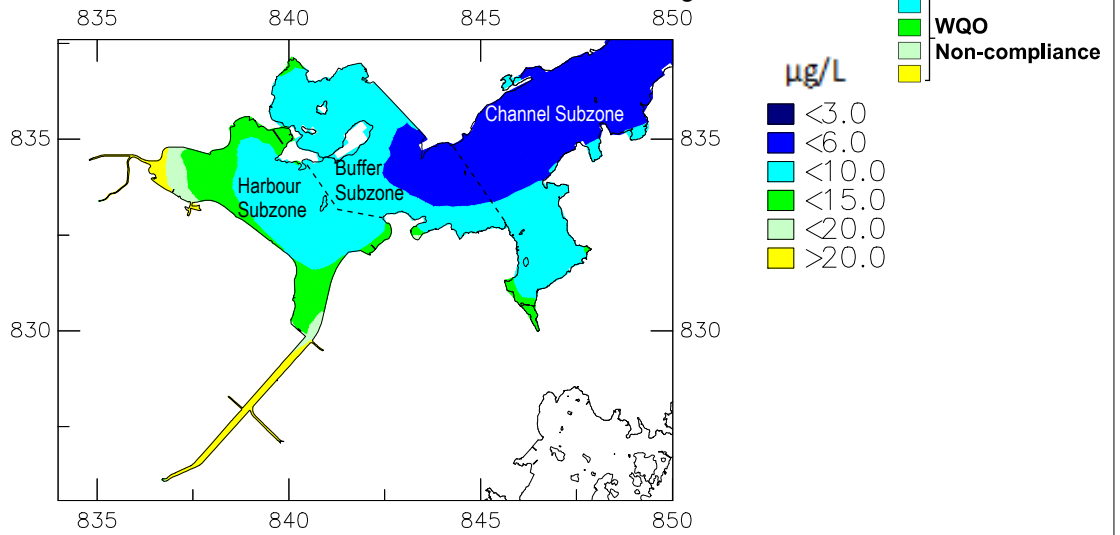 835 840 845 850
WQO
Non-compliance
µg/L
<3.0
<6.0
<10.0
<15.0
<20.0
>20.0
Channel Subzone
835 835
Buffer
Subzone
Harbour
Subzone
830 830
835 840 845 850